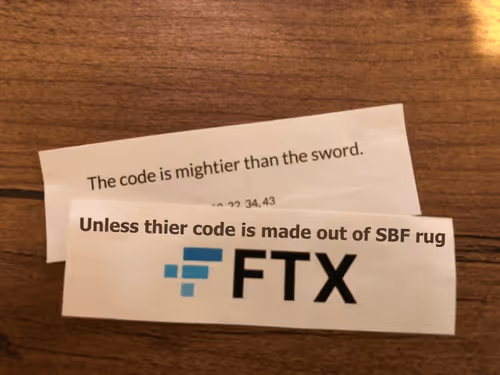 The code is mightier than the sword.
22, 34, 43
Unless thier code is made out of SBF rug
FTX